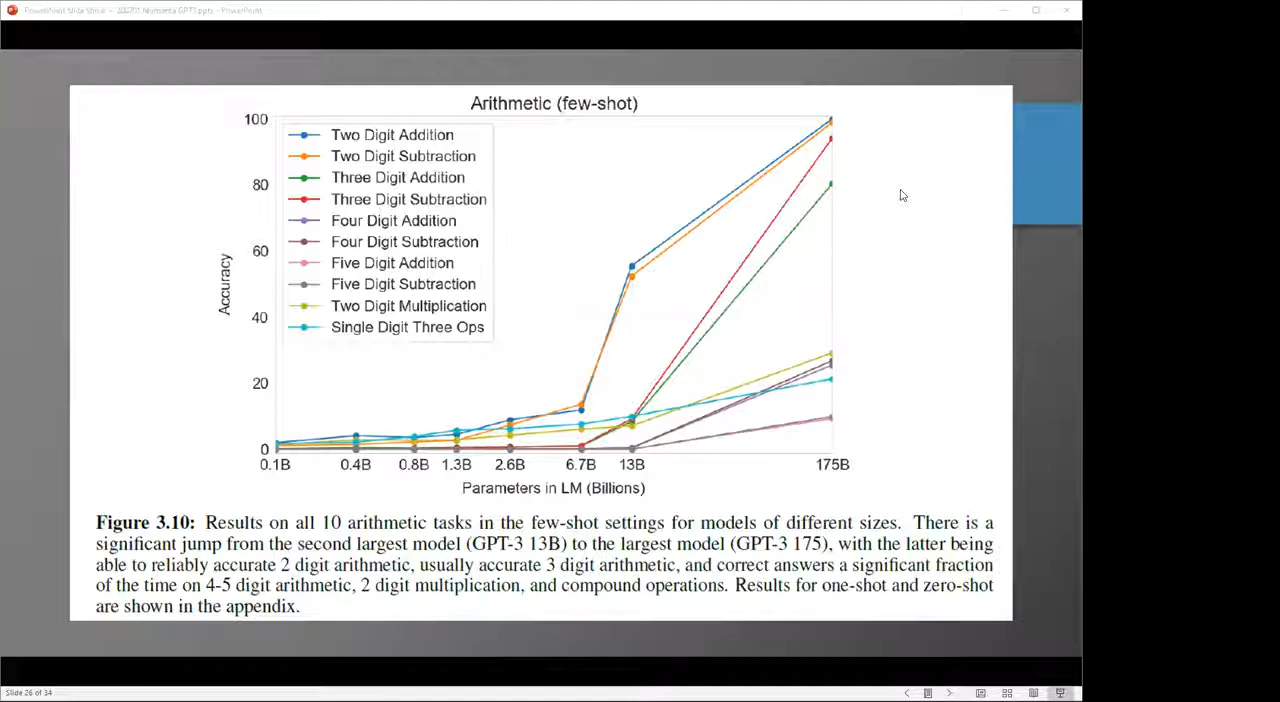 PowerPoint Slide Show - GPT3.pptx - PowerPoint
Arithmetic (few-shot)
100
80
60
40
20
0
Accuracy
Two Digit Addition
Two Digit Subtraction
Three Digit Addition
Three Digit Subtraction
Four Digit Addition
Four Digit Subtraction
Five Digit Addition
Five Digit Subtraction
Two Digit Multiplication
Single Digit Three Ops
0.1B 0.4B 0.8B 1.3B 2.6B 6.7B 13B 175B
Parameters in LM (Billions)
Figure 3.10: Results on all 10 arithmetic tasks in the few-shot settings for models of different sizes. There is a
significant jump from the second largest model (GPT-3 13B) to the largest model (GPT-3 175), with the latter being
able to reliably accurate 2 digit arithmetic, usually accurate 3 digit arithmetic, and correct answers a significant fraction
of the time on 4-5 digit arithmetic, 2 digit multiplication, and compound operations. Results for one-shot and zero-shot
are shown in the appendix.
Slide 26 of 34